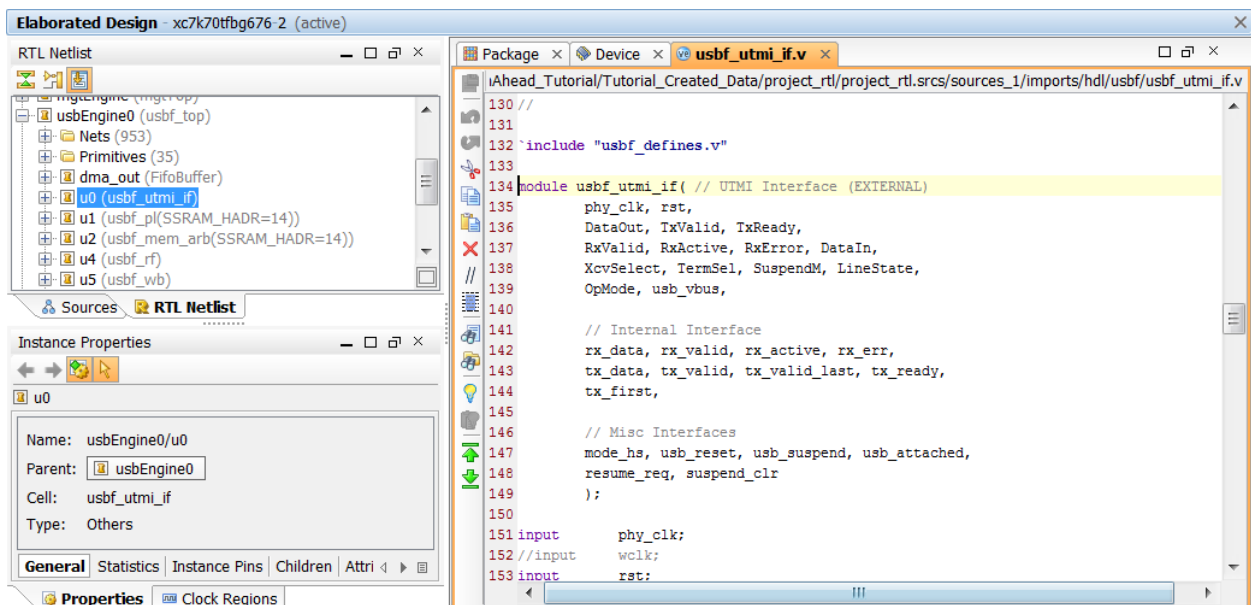 Elaborated Design - xc7k70tfbg676-2 (active)
RTL Netlist
mgtEngine (mgtTop)
usbEngine0 (usbf_top)
Nets (953)
Primitives (35)
dma_out (FifoBuffer)
u0 (usbf_utmi_if)
u1 (usbf_pl(SSRAM_HADR=14))
u2 (usbf_mem_arb(SSRAM_HADR=14))
u4 (usbf_rf)
u5 (usbf_wb)
Sources RTL Netlist
Instance Properties
u0
Name: usbEngine0/u0
Parent: usbEngine0
Cell: usbf_utmi_if
Type: Others
General Statistics Instance Pins Children Attri
Properties Clock Regions
Package Device usbf_utmi_if.v
Ahead_Tutorial/Tutorial_Created_Data/project_rtl/project_rtl.srcs/sources_1/imports/hdl/usbf/usbf_utmi_if.v
130 //
131
132 `include "usbf_defines.v"
133
134 module usbf_utmi_if( // UTMI Interface (EXTERNAL)
135 phy_clk, rst,
136 DataOut, TxValid, TxReady,
137 RxValid, RxActive, RxError, DataIn,
138 XcvSelect, TermSel, SuspendM, LineState,
139 OpMode, usb_vbus,
140
141 // Internal Interface
142 rx_data, rx_valid, rx_active, rx_err,
143 tx_data, tx_valid, tx_valid_last, tx_ready,
144 tx_first,
145
146 // Misc Interfaces
147 mode_hs, usb_reset, usb_suspend, usb_attached,
148 resume_req, suspend_clr
149 );
150
151 input phy_clk;
152 //input wclk;
153 input rst;